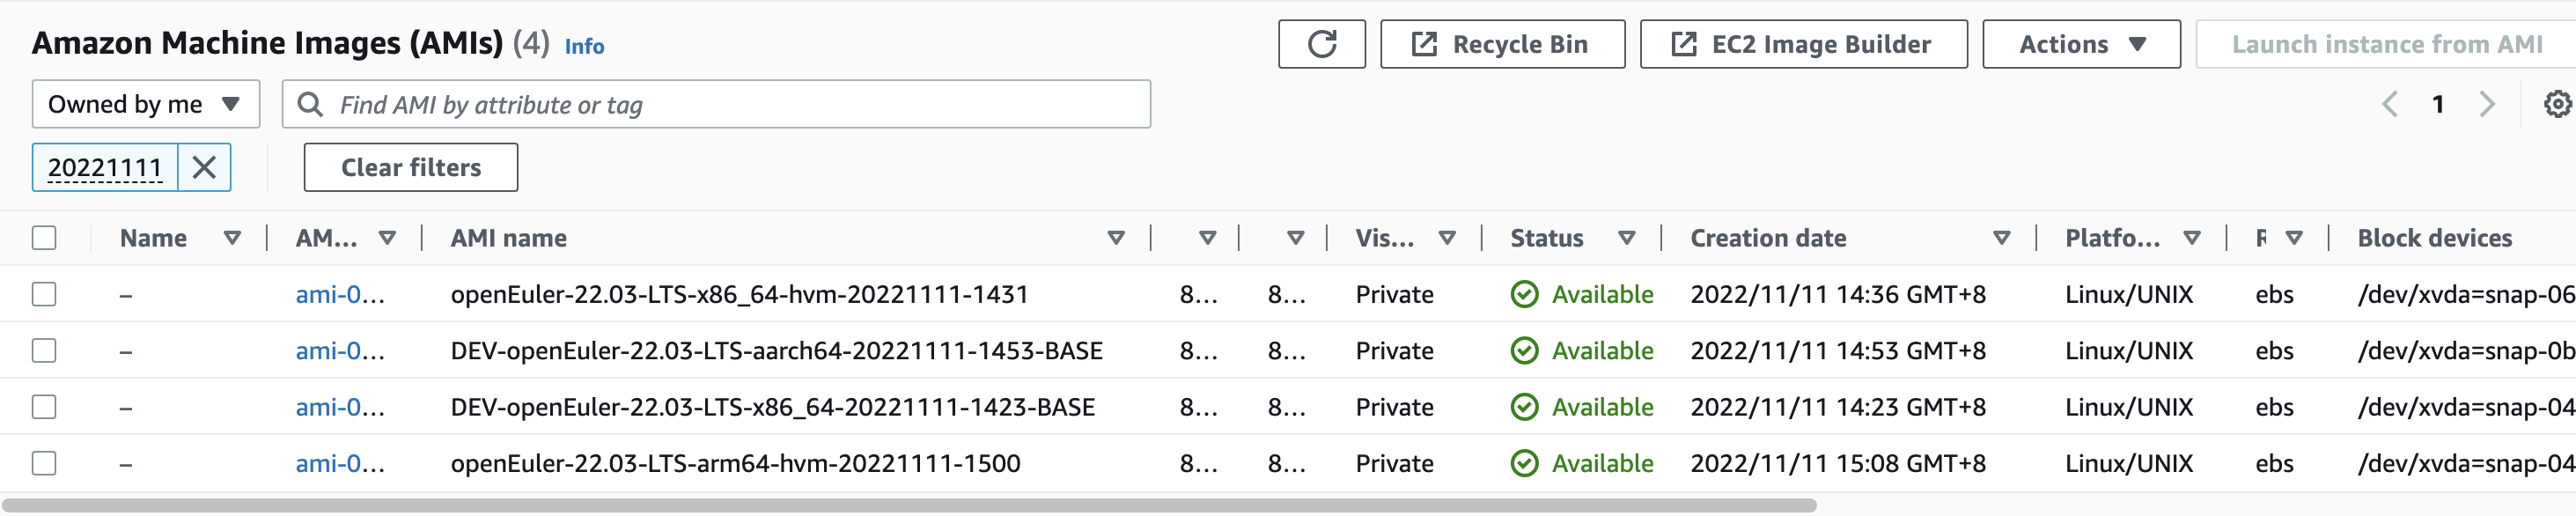 Amazon Machine Images (AMIs) (4) Info Recycle Bin EC2 Image Builder Actions Launch instance from AMI
Owned by me Find AMI by attribute or tag 1
20221111 Clear filters
Name AM... AMI name Vis... Status Creation date Platfo... R Block devices
– ami-0... openEuler-22.03-LTS-x86_64-hvm-20221111-1431 8... 8... Private Available 2022/11/11 14:36 GMT+8 Linux/UNIX ebs /dev/xvda=snap-06
– ami-0... DEV-openEuler-22.03-LTS-aarch64-20221111-1453-BASE 8... 8... Private Available 2022/11/11 14:53 GMT+8 Linux/UNIX ebs /dev/xvda=snap-0b
– ami-0... DEV-openEuler-22.03-LTS-x86_64-20221111-1423-BASE 8... 8... Private Available 2022/11/11 14:23 GMT+8 Linux/UNIX ebs /dev/xvda=snap-04
– ami-0... openEuler-22.03-LTS-arm64-hvm-20221111-1500 8... 8... Private Available 2022/11/11 15:08 GMT+8 Linux/UNIX ebs /dev/xvda=snap-04